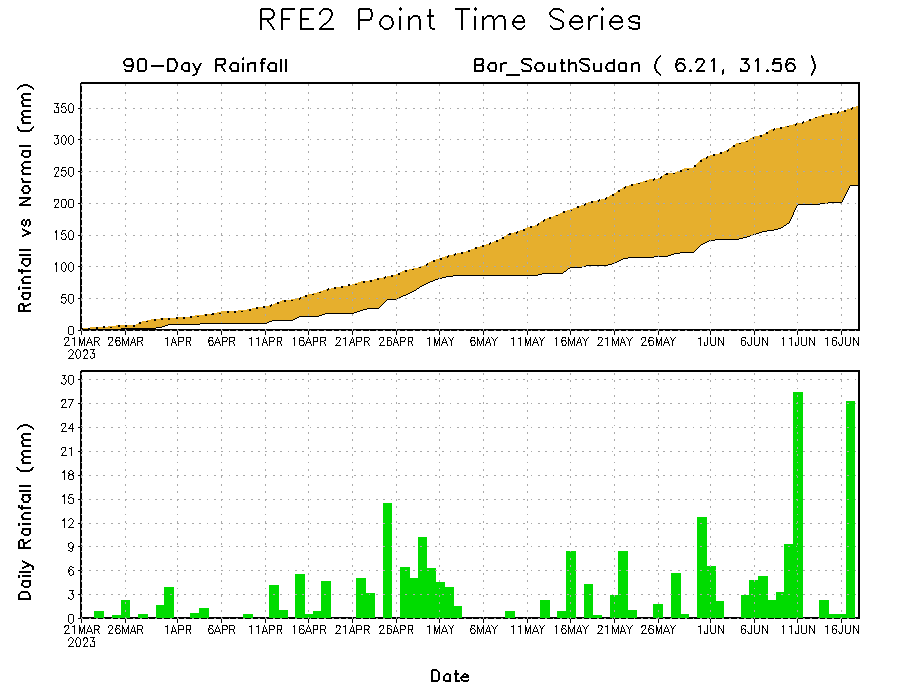 RFE2 Point Time Series
90-Day Rainfall
Bor_SouthSudan ( 6.21, 31.56 )
Rainfall vs Normal (mm)
350
300
250
200
150
100
50
0
21MAR 26MAR 1APR 6APR 11APR 16APR 21APR 26APR 1MAY 6MAY 11MAY 16MAY 21MAY 26MAY 1JUN 6JUN 11JUN 16JUN
2023
Daily Rainfall (mm)
30
27
24
21
18
15
12
9
6
3
0
21MAR 26MAR 1APR 6APR 11APR 16APR 21APR 26APR 1MAY 6MAY 11MAY 16MAY 21MAY 26MAY 1JUN 6JUN 11JUN 16JUN
2023
Date